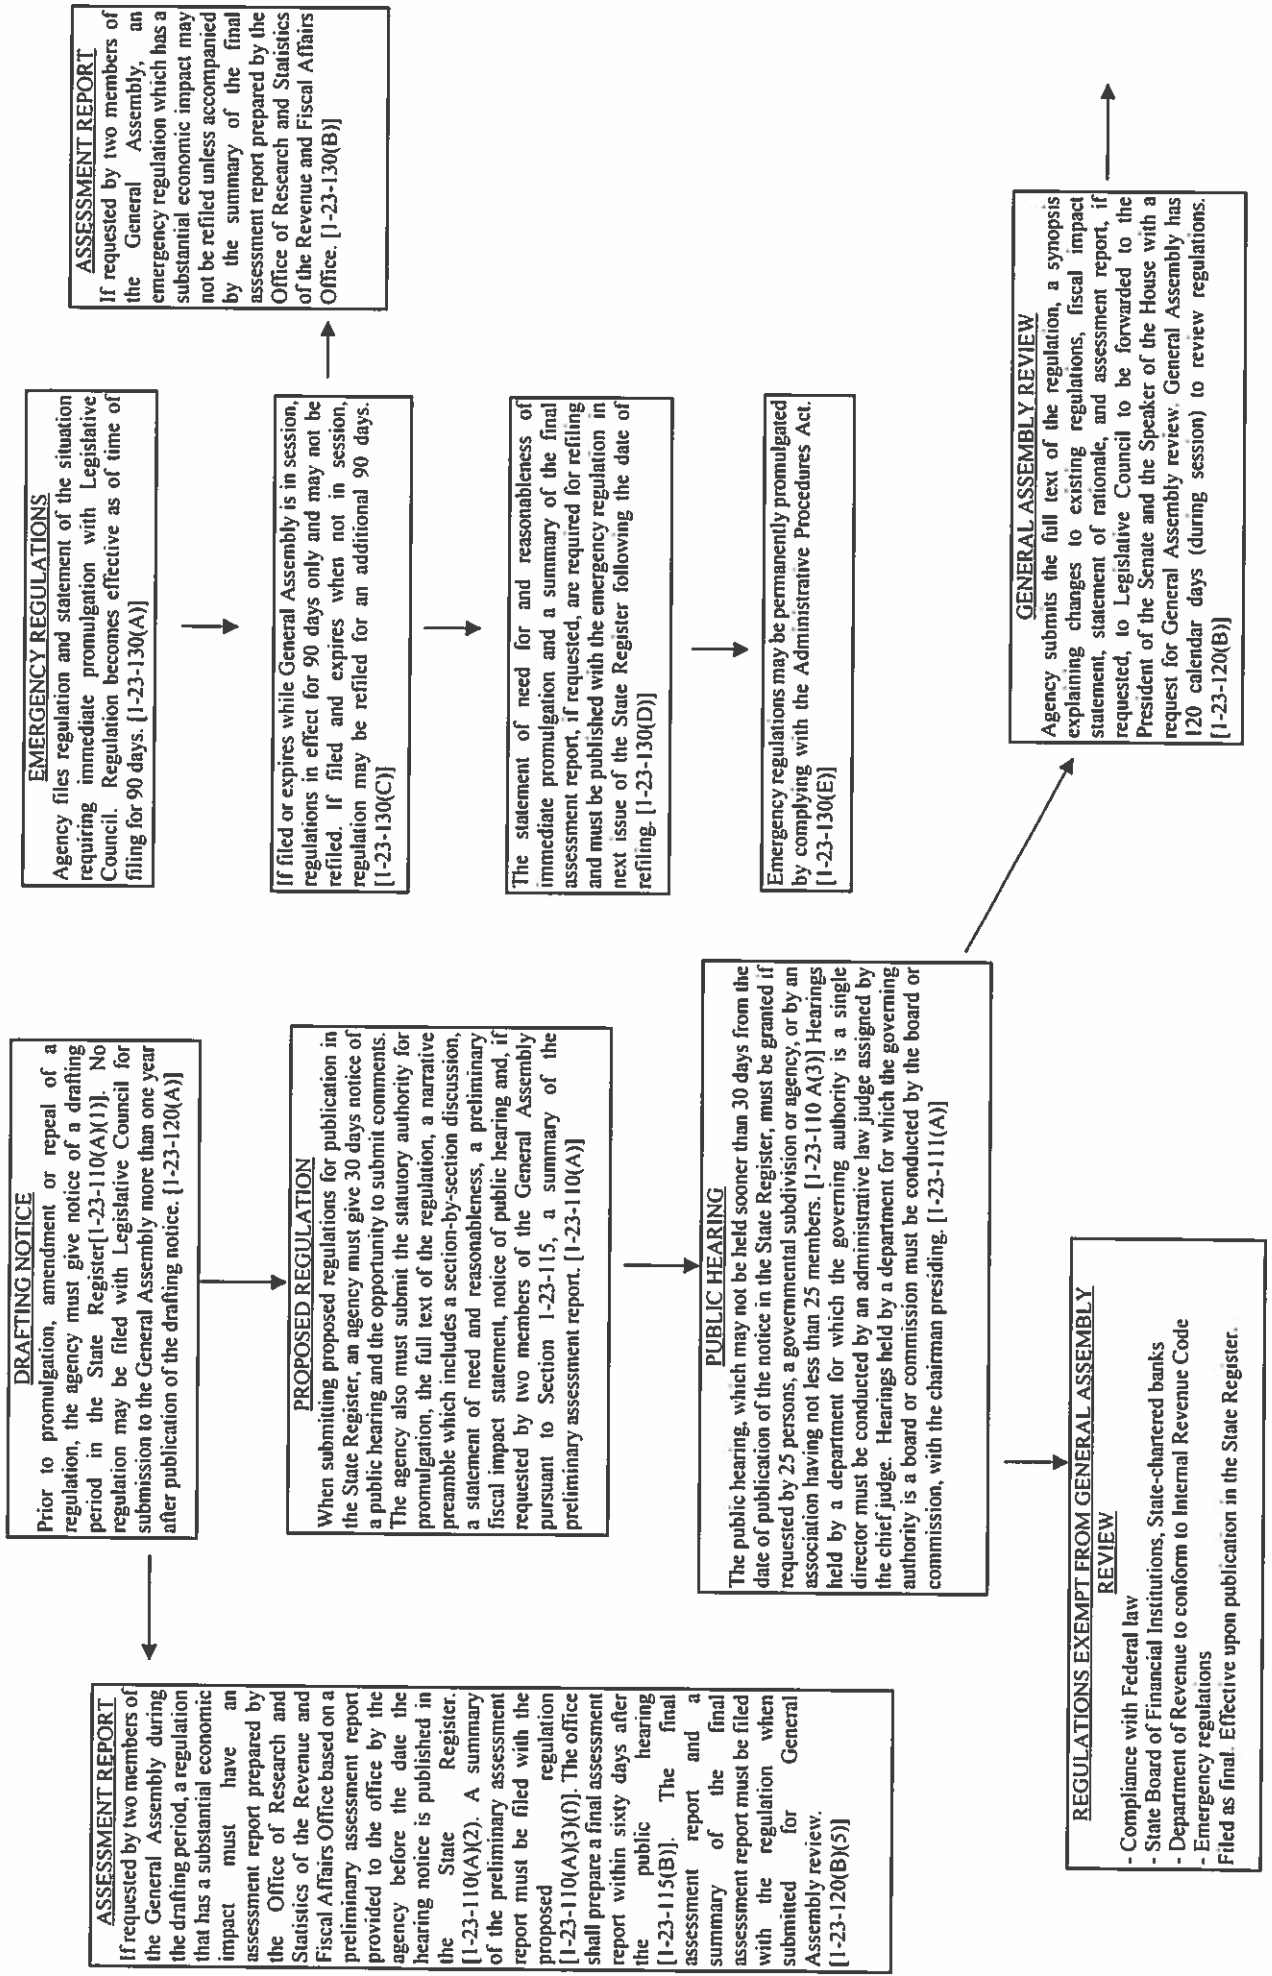 ASSESSMENT REPORT
If requested by two members of
the General Assembly during
the drafting period, a regulation
that has a substantial economic
impact must have an
assessment report prepared by
the Office of Research and
Statistics of the Revenue and
Fiscal Affairs Office based on a
preliminary assessment report
provided to the office by the
agency before the date the
hearing notice is published in
the State Register.
[1-23-110(A)(2). A summary
of the preliminary assessment
report must be filed with the
proposed regulation
[1-23-110(A)(3)(f)]. The office
shall prepare a final assessment
report within sixty days after
the public hearing
[1-23-115(B)]. The final
assessment report and a
summary of the final
assessment report must be filed
with the regulation when
submitted for General
Assembly review.
[1-23-120(B)(5)]
DRAFTING NOTICE
Prior to promulgation, amendment or repeal of a
regulation, the agency must give notice of a drafting
period in the State Register[1-23-110(A)(1)]. No
regulation may be filed with Legislative Council for
submission to the General Assembly more than one year
after publication of the drafting notice. [1-23-120(A)]
PROPOSED REGULATION
When submitting proposed regulations for publication in
the State Register, an agency must give 30 days notice of
a public hearing and the opportunity to submit comments.
The agency also must submit the statutory authority for
promulgation, the full text of the regulation, a narrative
preamble which includes a section-by-section discussion,
a statement of need and reasonableness, a preliminary
fiscal impact statement, notice of public hearing and, if
requested by two members of the General Assembly
pursuant to Section 1-23-115, a summary of the
preliminary assessment report. [1-23-110(A)]
PUBLIC HEARING
The public hearing, which may not be held sooner than 30 days from the
date of publication of the notice in the State Register, must be granted if
requested by 25 persons, a governmental subdivision or agency, or by an
association having not less than 25 members. [1-23-110 A(3)] Hearings
held by a department for which the governing authority is a single
director must be conducted by an administrative law judge assigned by
the chief judge. Hearings held by a department for which the governing
authority is a board or commission must be conducted by the board or
commission, with the chairman presiding. [1-23-111(A)]
REGULATIONS EXEMPT FROM GENERAL ASSEMBLY
REVIEW
- Compliance with Federal law
- State Board of Financial Institutions, State-chartered banks
- Department of Revenue to conform to Internal Revenue Code
- Emergency regulations
Filed as final. Effective upon publication in the State Register.
EMERGENCY REGULATIONS
Agency files regulation and statement of the situation
requiring immediate promulgation with Legislative
Council. Regulation becomes effective as of time of
filing for 90 days. [1-23-130(A)]
If filed or expires while General Assembly is in session,
regulations in effect for 90 days only and may not be
refiled. If filed and expires when not in session,
regulation may be refiled for an additional 90 days.
[1-23-130(C)]
The statement of need for and reasonableness of
immediate promulgation and a summary of the final
assessment report, if requested, are required for refiling
and must be published with the emergency regulation in
next issue of the State Register following the date of
refiling. [1-23-130(D)]
Emergency regulations may be permanently promulgated
by complying with the Administrative Procedures Act.
[1-23-130(E)]
ASSESSMENT REPORT
If requested by two members of
the General Assembly, an
emergency regulation which has a
substantial economic impact may
not be refiled unless accompanied
by the summary of the final
assessment report prepared by the
Office of Research and Statistics
of the Revenue and Fiscal Affairs
Office. [1-23-130(B)]
GENERAL ASSEMBLY REVIEW
Agency submits the full text of the regulation, a synopsis
explaining changes to existing regulations, fiscal impact
statement, statement of rationale, and assessment report, if
requested, to Legislative Council to be forwarded to the
President of the Senate and the Speaker of the House with a
request for General Assembly review. General Assembly has
120 calendar days (during session) to review regulations.
[1-23-120(B)]